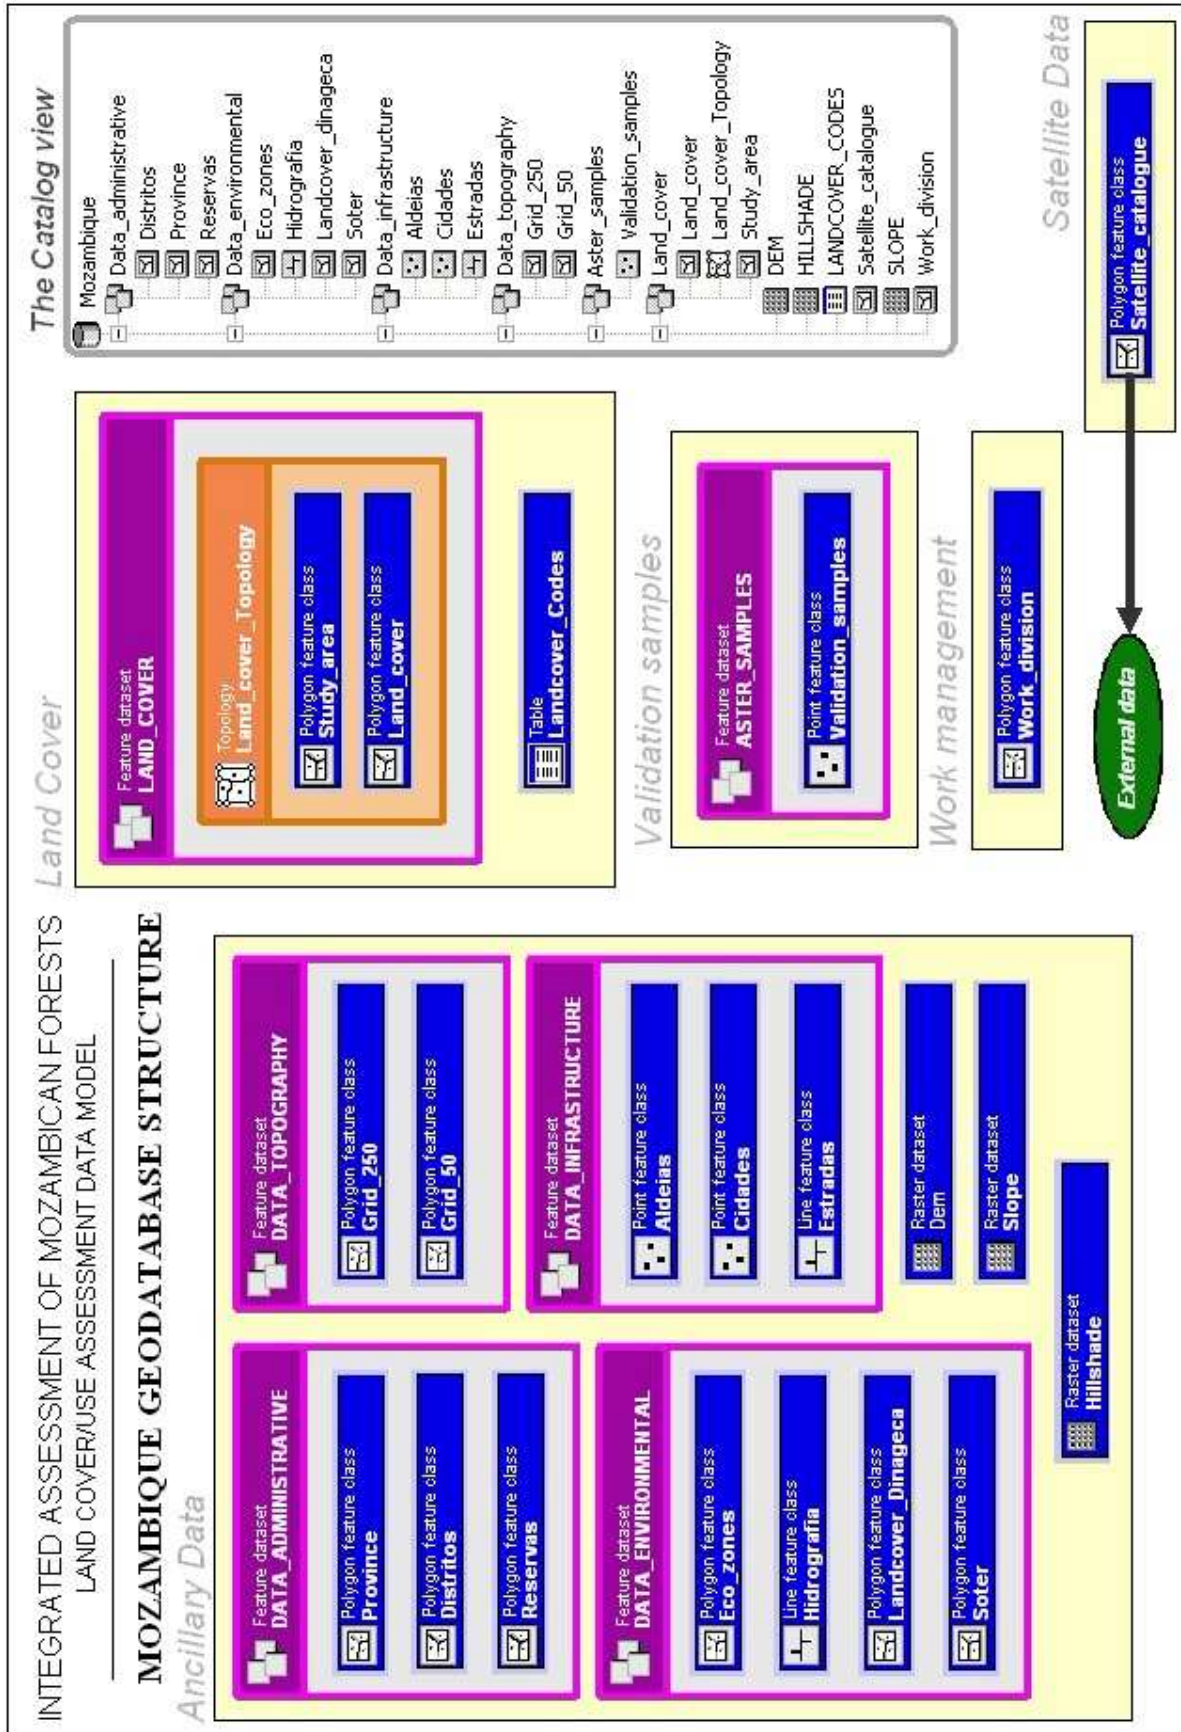 INTEGRATED ASSESSMENT OF MOZAMBICAN FORESTS
LAND COVER/USE ASSESSMENT DATA MODEL
MOZAMBIQUE GEODATABASE STRUCTURE
Ancillary Data
Feature dataset
DATA_ADMINISTRATIVE
Polygon feature class
Province
Polygon feature class
Distritos
Polygon feature class
Reservas
Feature dataset
DATA_ENVIRONMENTAL
Polygon feature class
Eco_zones
Line feature class
Hidrografia
Polygon feature class
Landcover_Dinageca
Polygon feature class
Soter
Feature dataset
DATA_TOPOGRAPHY
Polygon feature class
Grid_250
Polygon feature class
Grid_50
Feature dataset
DATA_INFRASTRUCTURE
Point feature class
Aldeias
Point feature class
Cidades
Line feature class
Estradas
Raster dataset
Dem
Raster dataset
Slope
Raster dataset
Hillshade
Land Cover
Feature dataset
LAND_COVER
Topology
Land_cover_Topology
Polygon feature class
Study_area
Polygon feature class
Land_cover
Table
Landcover_Codes
Validation samples
Feature dataset
ASTER_SAMPLES
Point feature class
Validation_samples
Work management
Polygon feature class
Work_division
External data
The Catalog view
Mozambique
Data_administrative
Distritos
Province
Reservas
Data_environmental
Eco_zones
Hidrografia
Landcover_dinageca
Soter
Data_infrastructure
Aldeias
Cidades
Estradas
Data_topography
Grid_250
Grid_50
Aster_samples
Validation_samples
Land_cover
Land_cover
Land_cover_Topology
Study_area
DEM
HILLSHADE
LANDCOVER_CODES
Satellite_catalogue
SLOPE
Work_division
Satellite Data
Polygon feature class
Satellite_catalogue